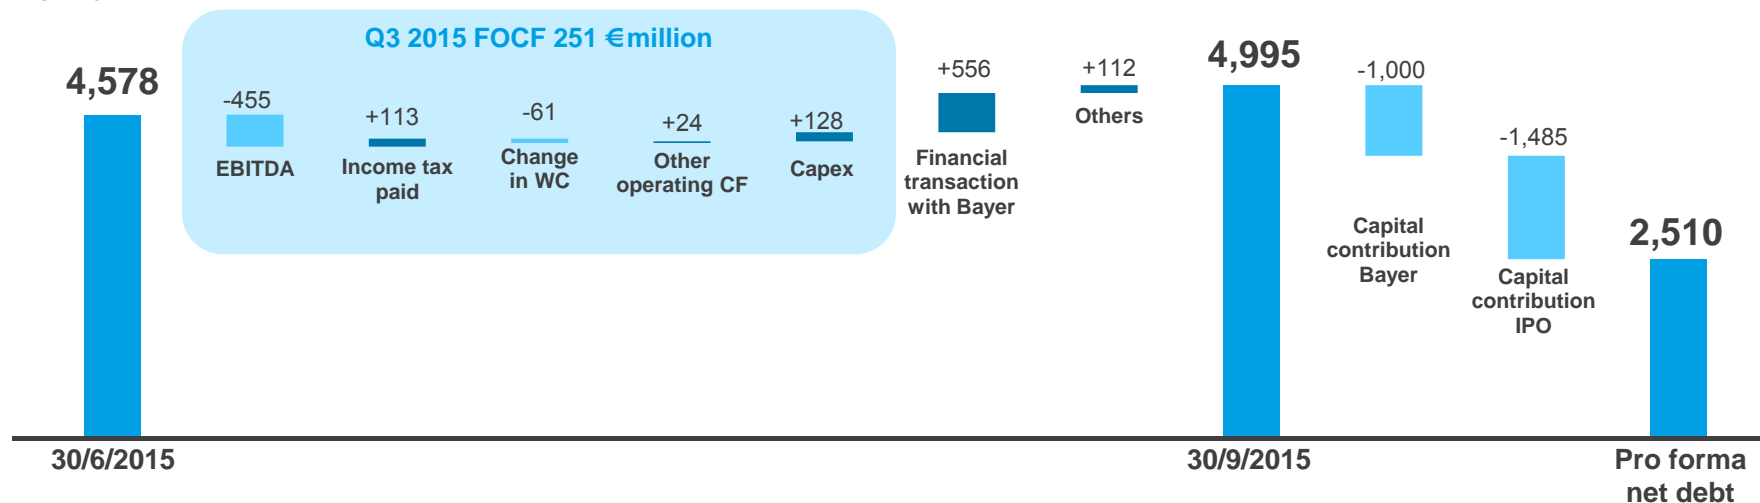 Q3 2015 FOCF 251 €million
4,578
-455
EBITDA
+113
Income tax
paid
-61
Change
in WC
+24
Other
operating CF
+128
Capex
+556
Financial
transaction
with Bayer
+112
Others
4,995
-1,000
Capital
contribution
Bayer
-1,485
Capital
contribution
IPO
2,510
30/6/2015
30/9/2015
Pro forma
net debt